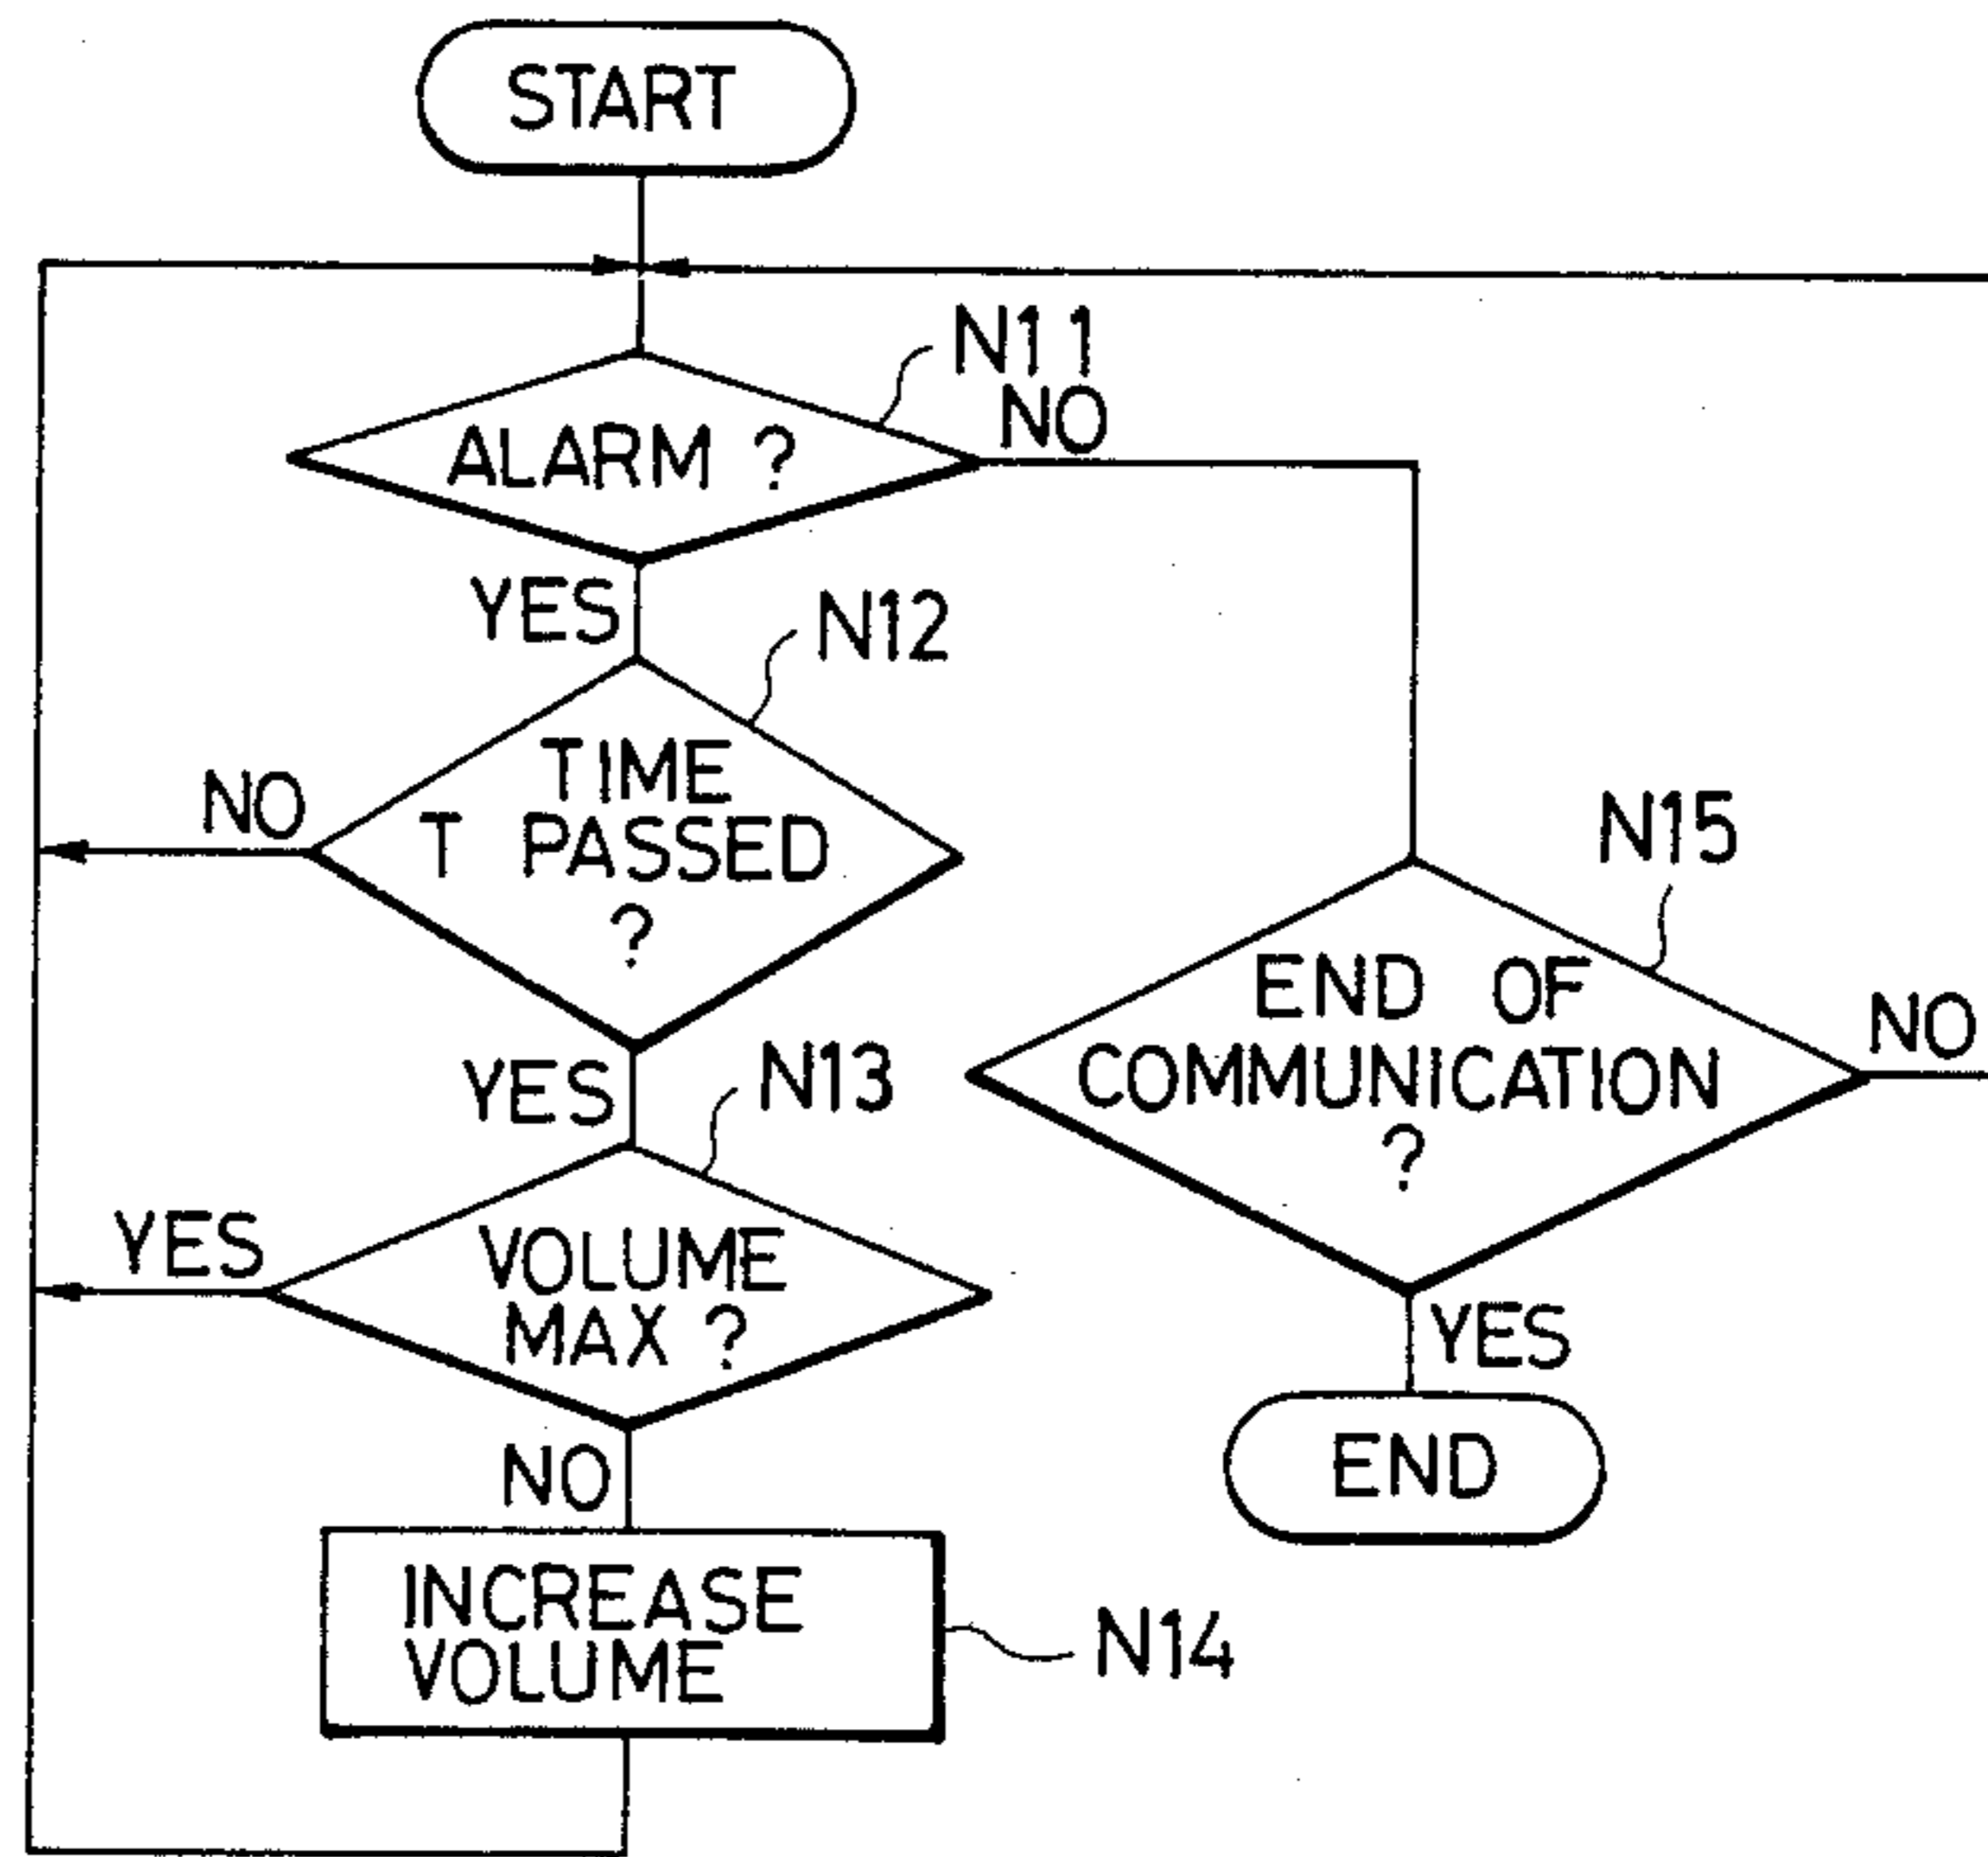 START
N11
NO
ALARM ?
YES
N12
TIME
T PASSED
?
NO
YES
N13
VOLUME
MAX ?
YES
NO
INCREASE
VOLUME
N14
N15
END OF
COMMUNICATION
?
NO
YES
END